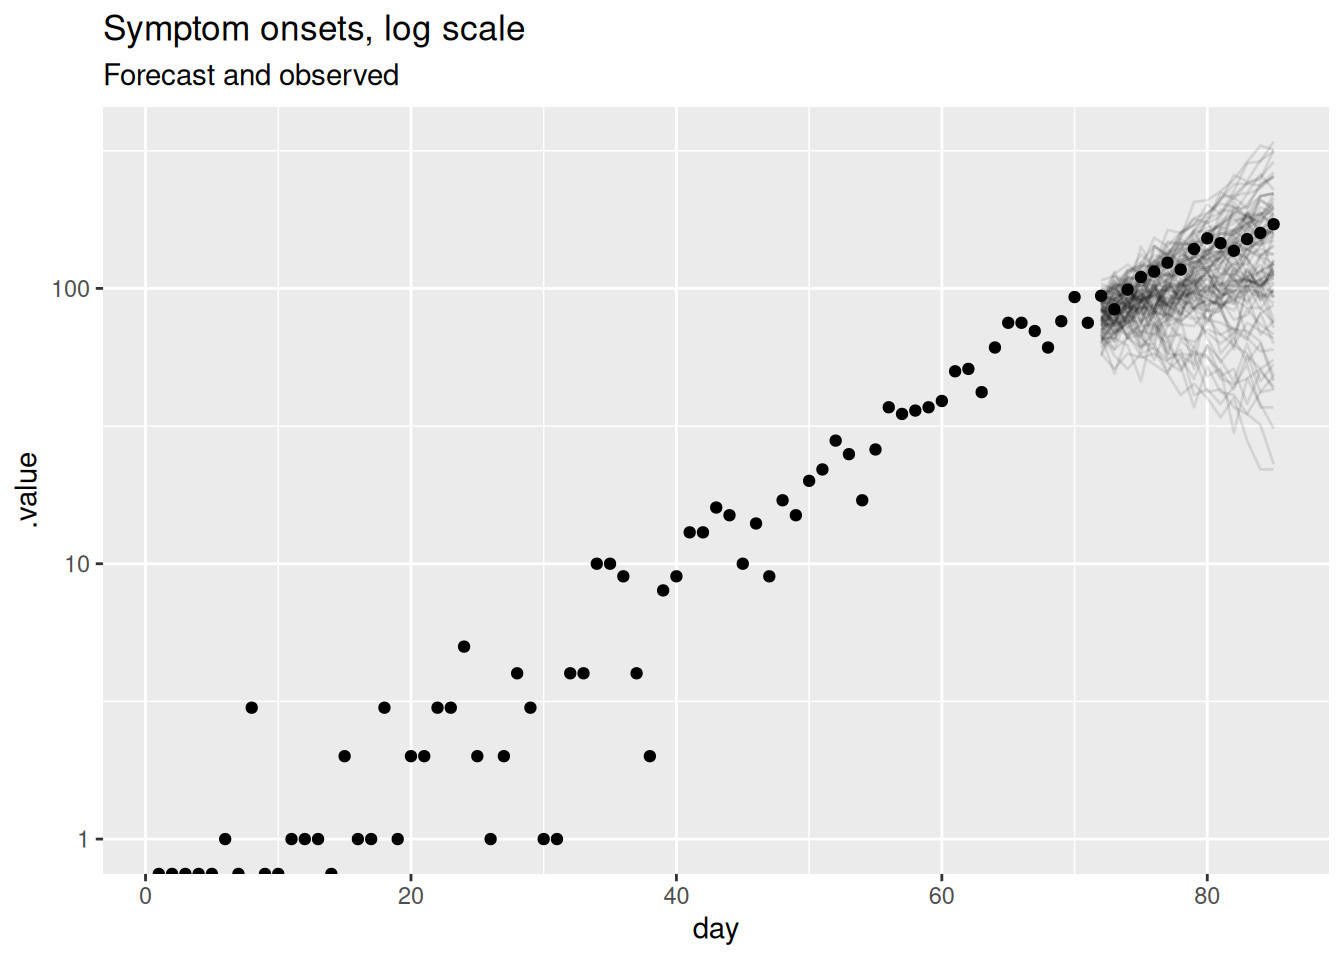 Symptom onsets, log scale
Forecast and observed
.value
100
10
1
0 20 40 60 80
day